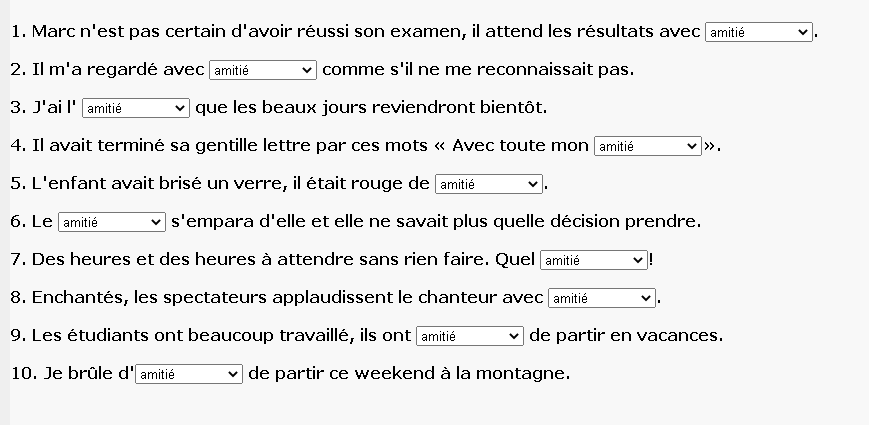 1. Marc n'est pas certain d'avoir réussi son examen, il attend les résultats avec amitié.
2. Il m'a regardé avec amitié comme s'il ne me reconnaissait pas.
3. J'ai l' amitié que les beaux jours reviendront bientôt.
4. Il avait terminé sa gentille lettre par ces mots « Avec toute mon amitié».
5. L'enfant avait brisé un verre, il était rouge de amitié.
6. Le amitié s'empara d'elle et elle ne savait plus quelle décision prendre.
7. Des heures et des heures à attendre sans rien faire. Quel amitié!
8. Enchantés, les spectateurs applaudissent le chanteur avec amitié.
9. Les étudiants ont beaucoup travaillé, ils ont amitié de partir en vacances.
10. Je brûle d'amitié de partir ce weekend à la montagne.